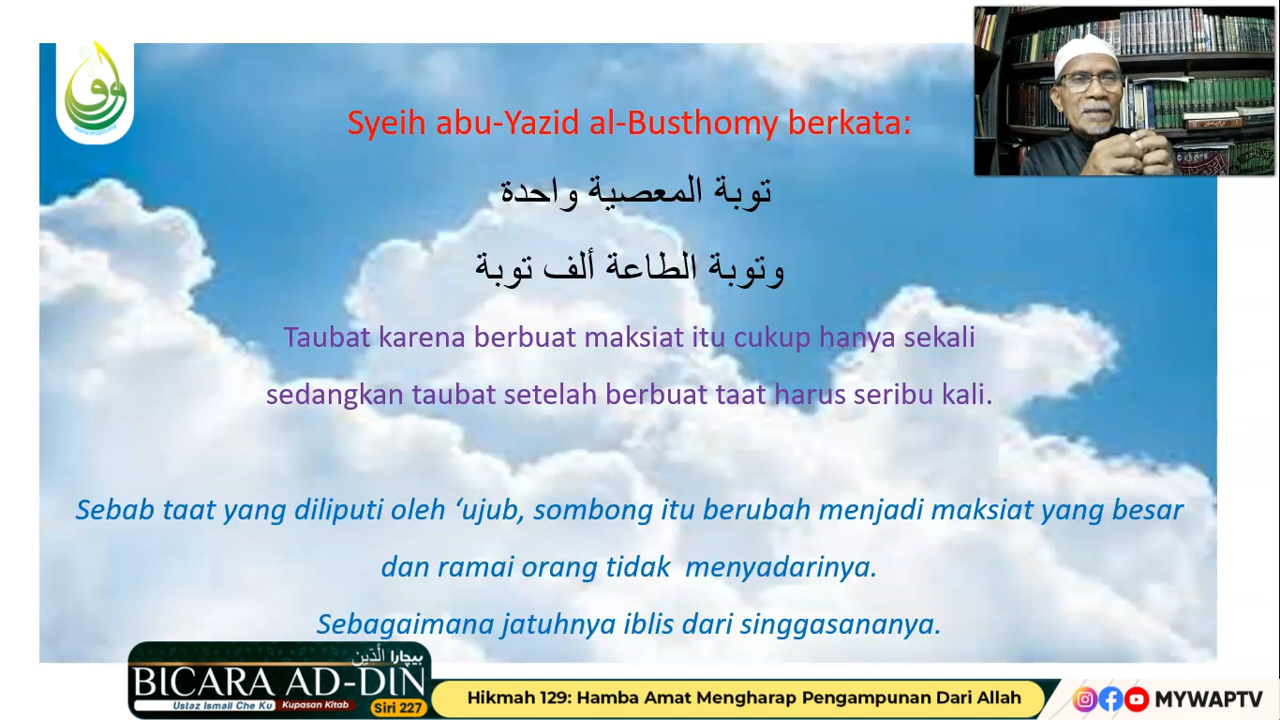 Syeih abu-Yazid al-Busthomy berkata:
توبة المعصية واحدة
وتوبة الطاعة ألف توبة
Taubat karena berbuat maksiat itu cukup hanya sekali
sedangkan taubat setelah berbuat taat harus seribu kali.
Sebab taat yang diliputi oleh ‘ujub, sombong itu berubah menjadi maksiat yang besar
dan ramai orang tidak menyadarinya.
Sebagaimana jatuhnya iblis dari singgasananya.
بيچارا الدّين
BICARA AD-DIN
Ustaz Ismail Che Ku Kupasan Kitab
Siri 227
Hikmah 129: Hamba Amat Mengharap Pengampunan Dari Allah
MYWAPTV